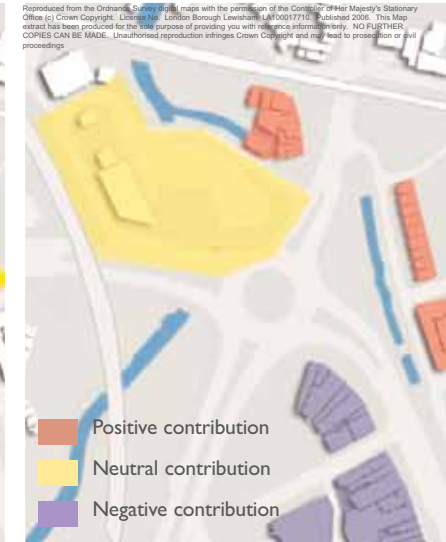 Reproduced from the Ordnance Survey digital maps with the permission of the Controller of Her Majesty's Stationary
Office (c) Crown Copyright. License No. London Borough Lewisham LA100017710. Published 2006. This Map
extract has been produced for the sole purpose of providing you with reference information only. NO FURTHER
COPIES CAN BE MADE. Unauthorised reproduction infringes Crown Copyright and may lead to prosecution or civil
proceedings
Positive contribution
Neutral contribution
Negative contribution